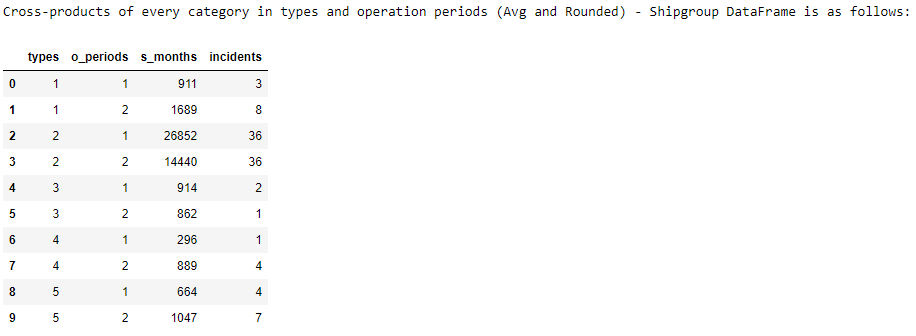 Cross-products of every category in types and operation periods (Avg and Rounded) - Shipgroup DataFrame is as follows:
types o_periods s_months incidents
0 1 1 911 3
1 1 2 1689 8
2 2 1 26852 36
3 2 2 14440 36
4 3 1 914 2
5 3 2 862 1
6 4 1 296 1
7 4 2 889 4
8 5 1 664 4
9 5 2 1047 7